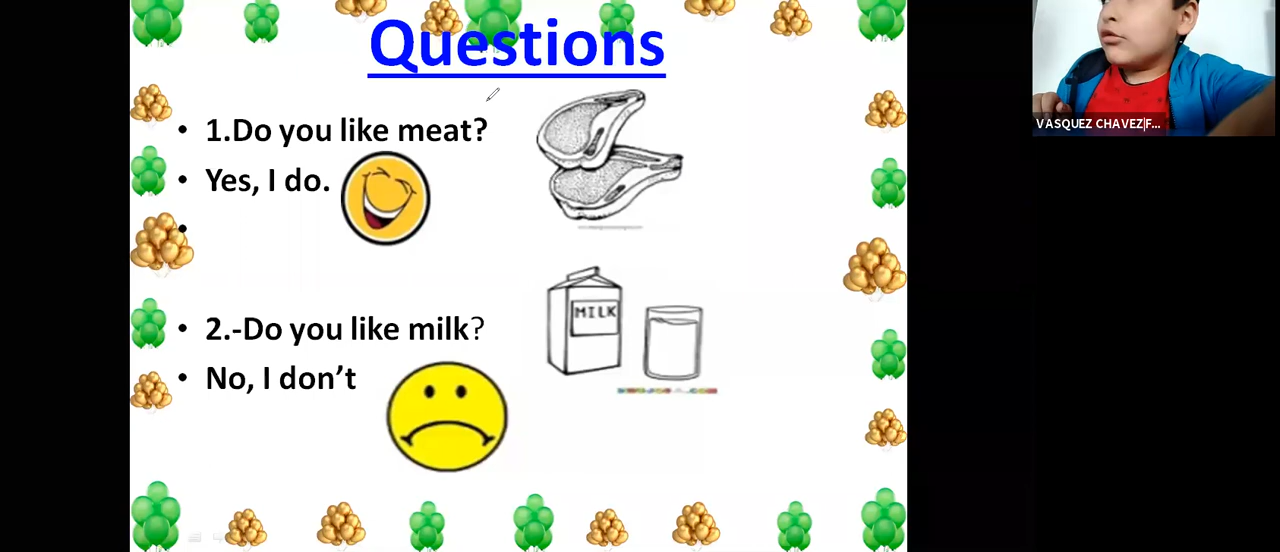 Questions
1.Do you like meat?
Yes, I do.
2.-Do you like milk?
No, I don’t
MILK
VASQUEZ CHAVEZ F...